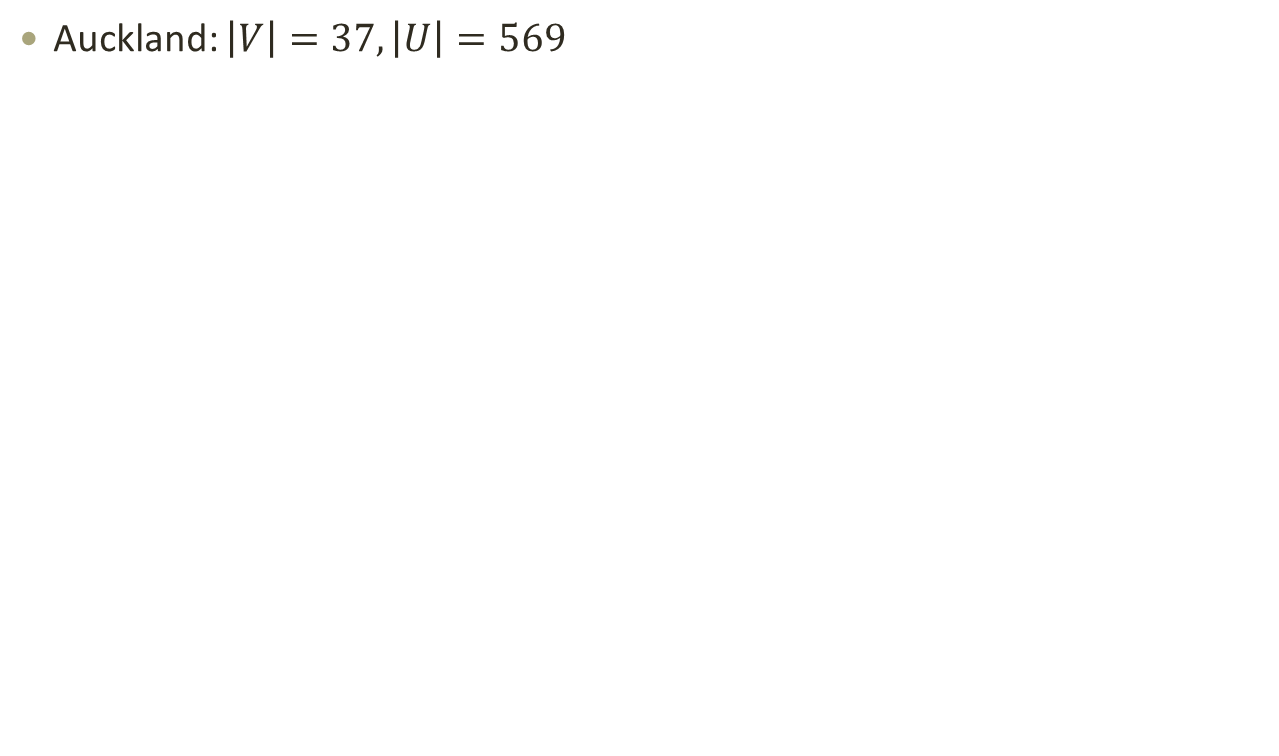 • Auckland: |V| = 37, |U| = 569